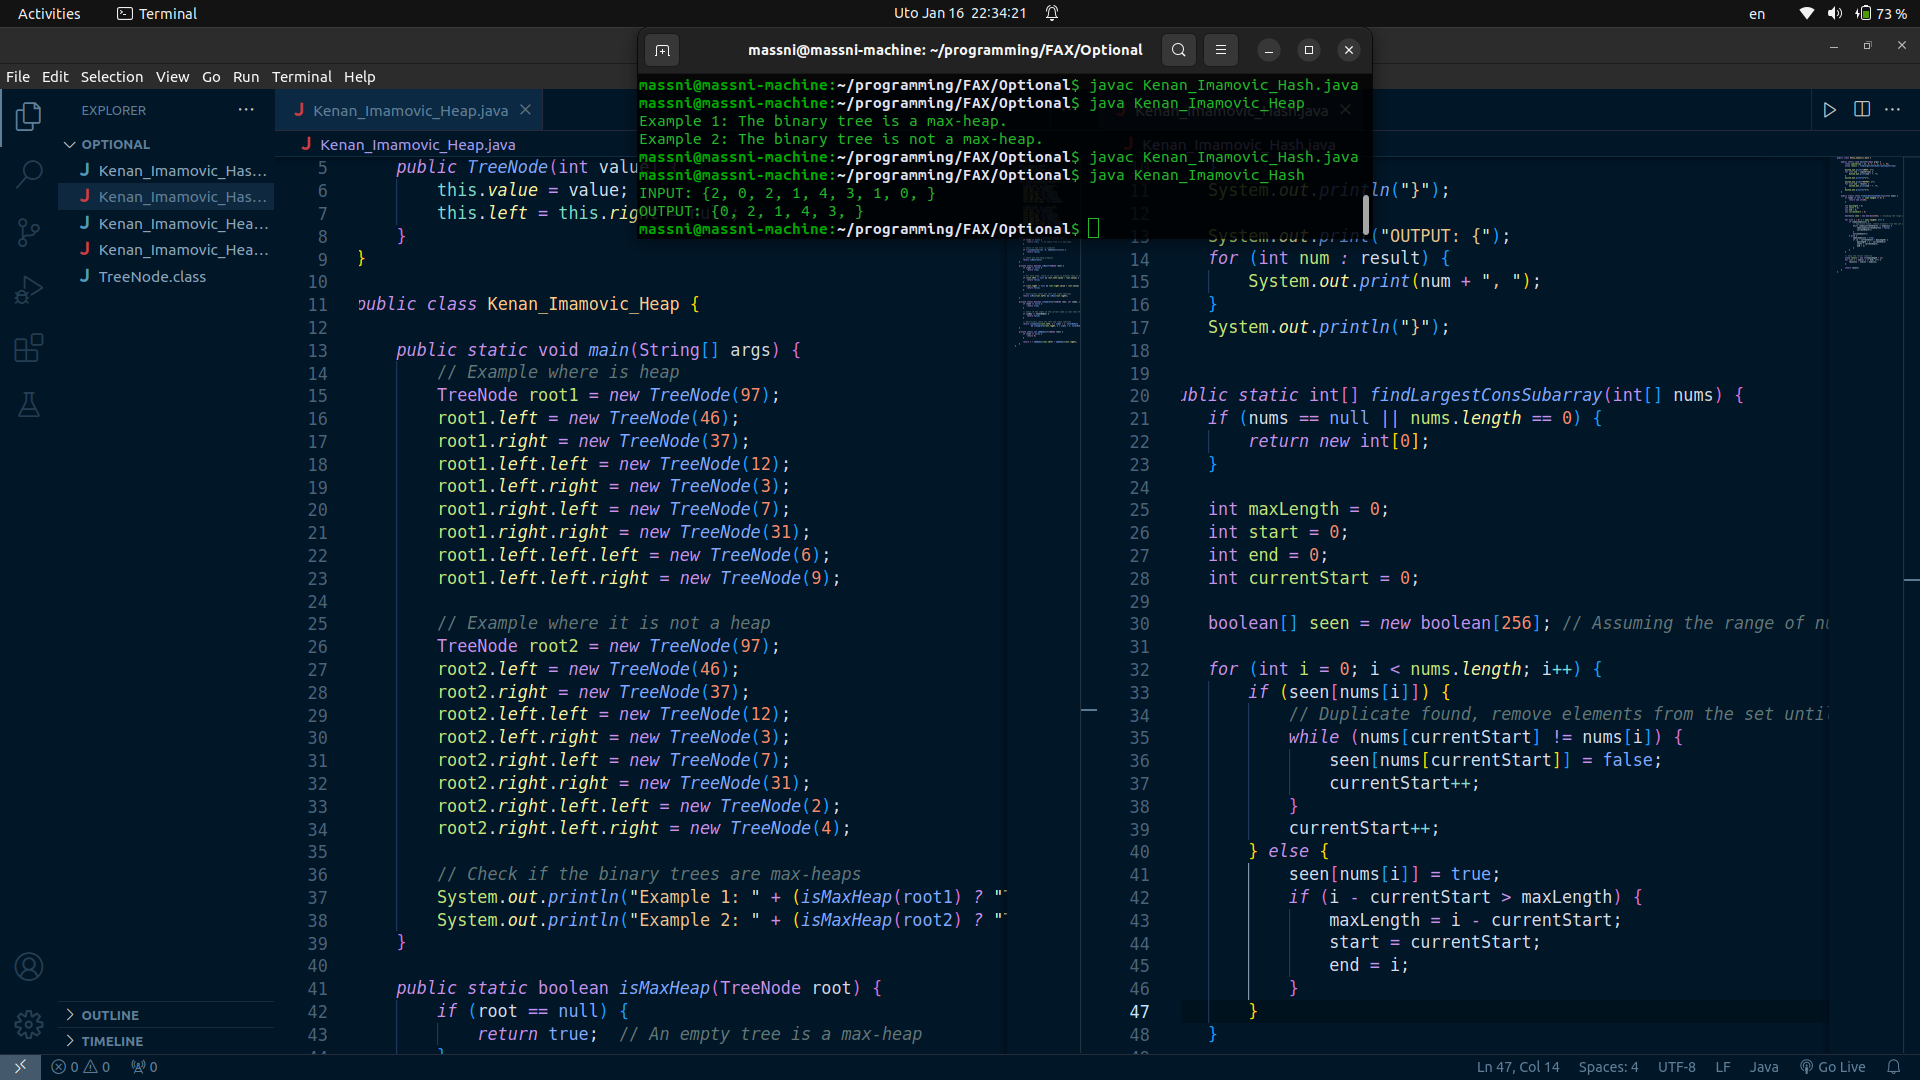 Activities
Terminal
Uto Jan 16 22:34:21
en
73 %
massni@massni-machine: ~/programming/FAX/Optional
File Edit Selection View Go Run Terminal Help
massni@massni-machine:~/programming/FAX/Optional$ javac Kenan_Imamovic_Hash.java
massni@massni-machine:~/programming/FAX/Optional$ java Kenan_Imamovic_Heap
Example 1: The binary tree is a max-heap.
Example 2: The binary tree is not a max-heap.
massni@massni-machine:~/programming/FAX/Optional$ javac Kenan_Imamovic_Hash.java
massni@massni-machine:~/programming/FAX/Optional$ java Kenan_Imamovic_Hash
INPUT: {2, 0, 2, 1, 4, 3, 1, 0, }
OUTPUT: {0, 2, 1, 4, 3, }
massni@massni-machine:~/programming/FAX/Optional$
EXPLORER
OPTIONAL
J Kenan_Imamovic_Has...
J Kenan_Imamovic_Has...
J Kenan_Imamovic_Hea...
J Kenan_Imamovic_Hea...
J TreeNode.class
OUTLINE
TIMELINE
J Kenan_Imamovic_Heap.java
J Kenan_Imamovic_Heap.java
5 public TreeNode(int value
6 this.value = value;
7 this.left = this.right
8 }
9 }
10
11 public class Kenan_Imamovic_Heap {
12
13 public static void main(String[] args) {
14 // Example where is heap
15 TreeNode root1 = new TreeNode(97);
16 root1.left = new TreeNode(46);
17 root1.right = new TreeNode(37);
18 root1.left.left = new TreeNode(12);
19 root1.left.right = new TreeNode(3);
20 root1.right.left = new TreeNode(7);
21 root1.right.right = new TreeNode(31);
22 root1.left.left.left = new TreeNode(6);
23 root1.left.left.right = new TreeNode(9);
24
25 // Example where it is not a heap
26 TreeNode root2 = new TreeNode(97);
27 root2.left = new TreeNode(46);
28 root2.right = new TreeNode(37);
29 root2.left.left = new TreeNode(12);
30 root2.left.right = new TreeNode(3);
31 root2.right.left = new TreeNode(7);
32 root2.right.right = new TreeNode(31);
33 root2.right.left.left = new TreeNode(2);
34 root2.right.left.right = new TreeNode(4);
35
36 // Check if the binary trees are max-heaps
37 System.out.println("Example 1: " + (isMaxHeap(root1) ? "
38 System.out.println("Example 2: " + (isMaxHeap(root2) ? "
39 }
40
41 public static boolean isMaxHeap(TreeNode root) {
42 if (root == null) {
43 return true; // An empty tree is a max-heap
Kenan_Imamovic_Hash.java
Kenan_Imamovic_Hash.java
11 System.out.println("}");
12
13 System.out.print("OUTPUT: {");
14 for (int num : result) {
15 System.out.print(num + ", ");
16 }
17 System.out.println("}");
18
19
20 ublic static int[] findLargestConsSubarray(int[] nums) {
21 if (nums == null || nums.length == 0) {
22 return new int[0];
23 }
24
25 int maxLength = 0;
26 int start = 0;
27 int end = 0;
28 int currentStart = 0;
29
30 boolean[] seen = new boolean[256]; // Assuming the range of nu
31
32 for (int i = 0; i < nums.length; i++) {
33 if (seen[nums[i]]) {
34 // Duplicate found, remove elements from the set until
35 while (nums[currentStart] != nums[i]) {
36 seen[nums[currentStart]] = false;
37 currentStart++;
38 }
39 currentStart++;
40 } else {
41 seen[nums[i]] = true;
42 if (i - currentStart > maxLength) {
43 maxLength = i - currentStart;
44 start = currentStart;
45 end = i;
46 }
47 }
48 }
0 0 0
Ln 47, Col 14 Spaces: 4 UTF-8 LF Java Go Live